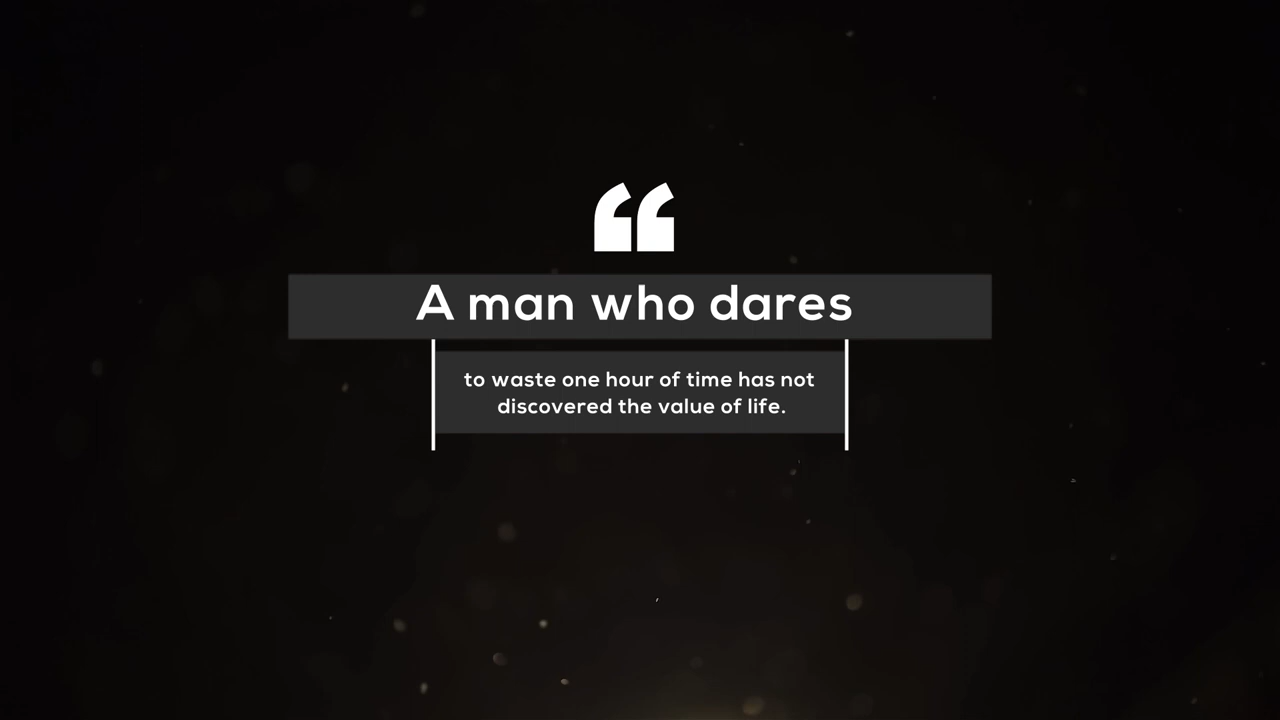 “
A man who dares
to waste one hour of time has not
discovered the value of life.